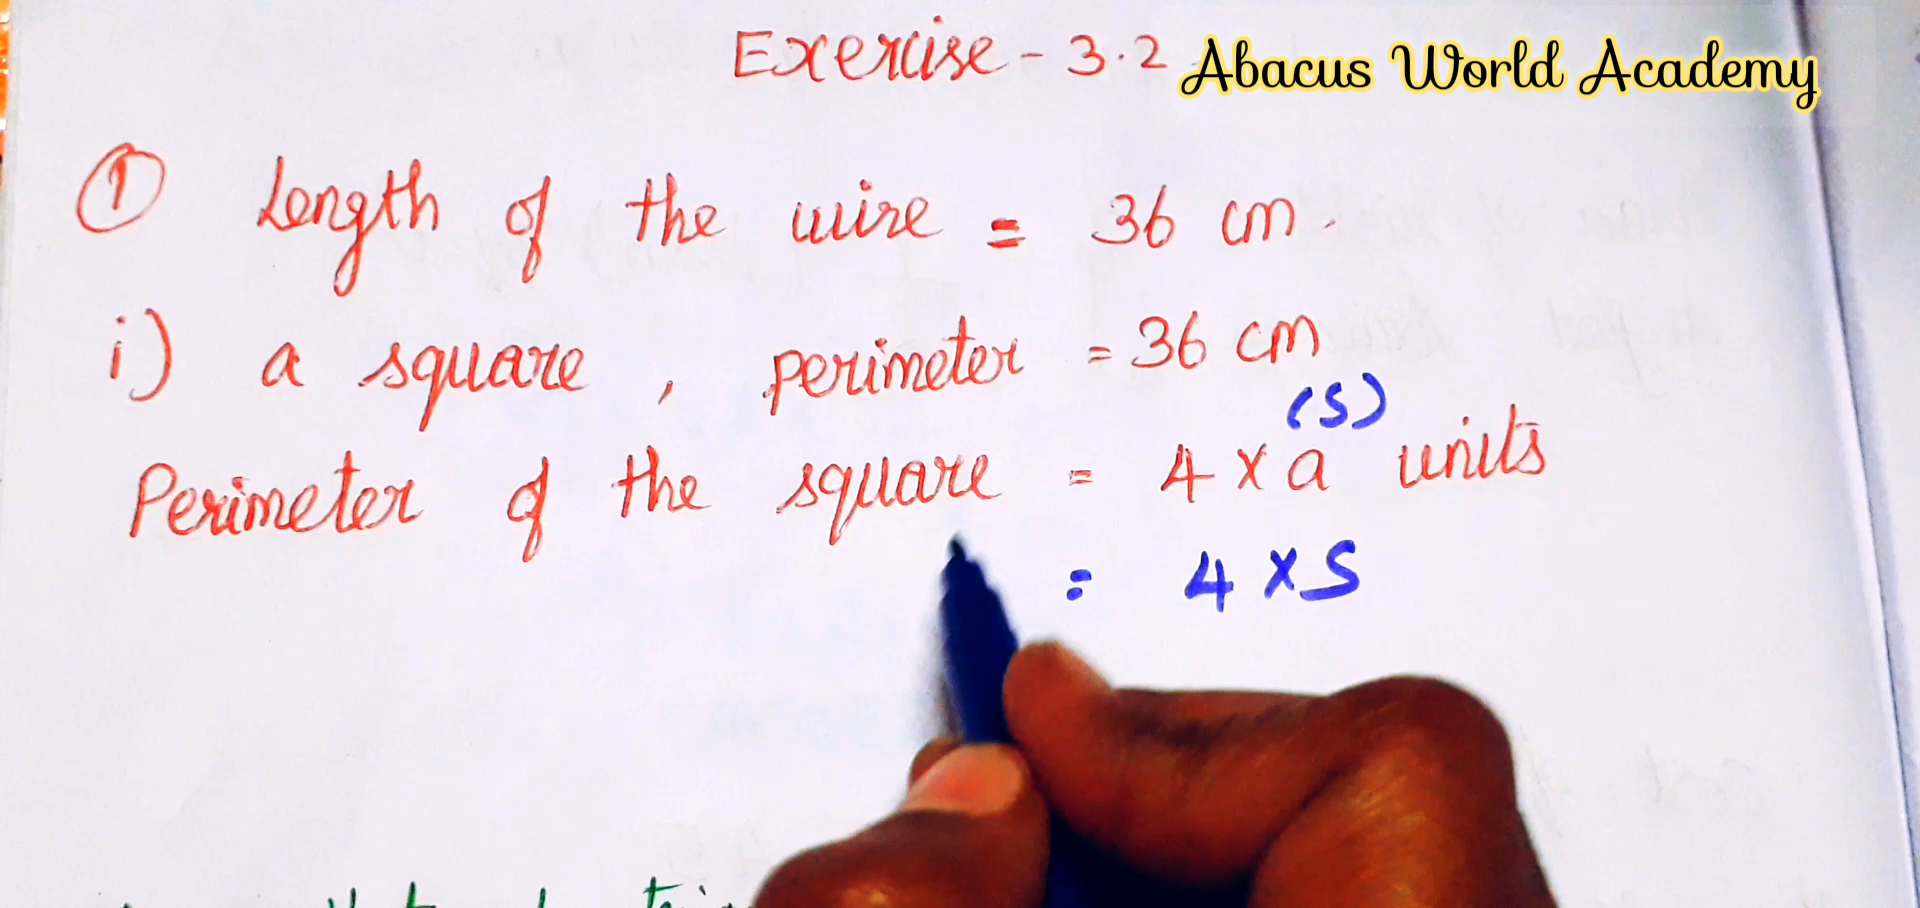 Exercise - 3.2 Abacus World Academy
① Length of the wire = 36 cm.
i) a square, perimeter = 36 cm
(S)
Perimeter of the square = 4 × a units
= 4 × S